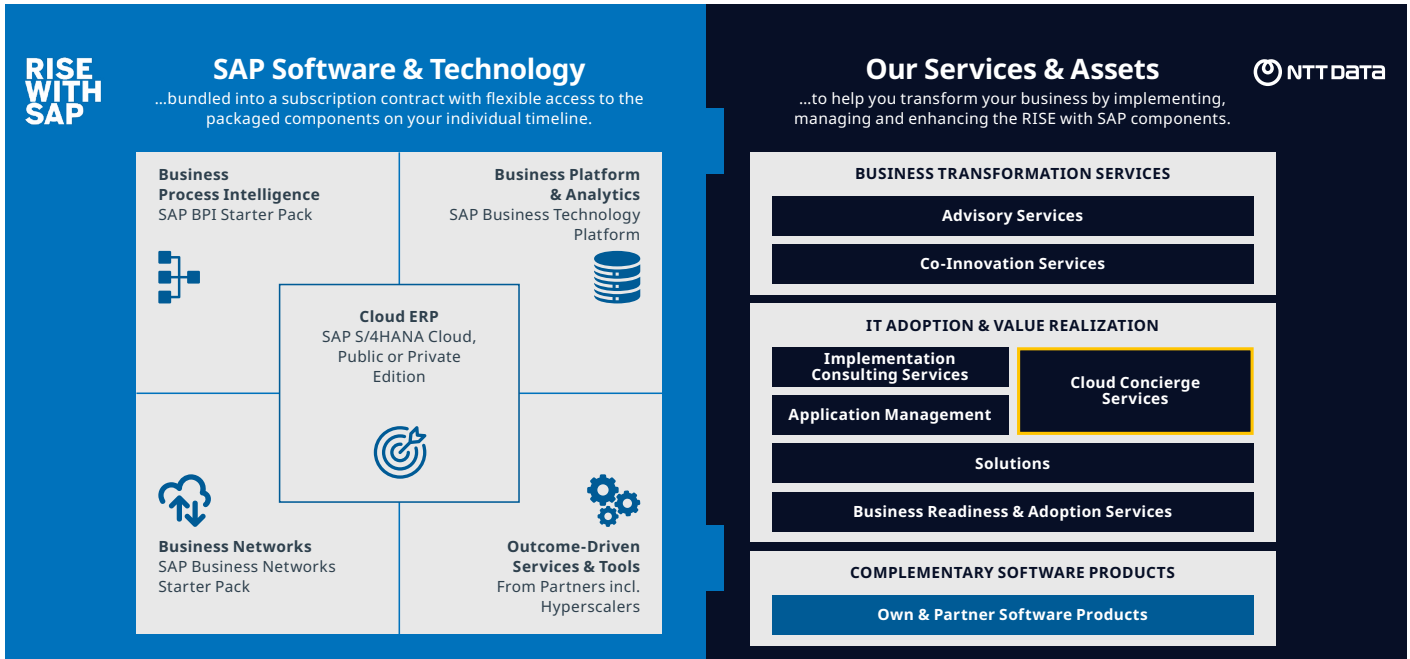 RISE
WITH
SAP
SAP Software & Technology
...bundled into a subscription contract with flexible access to the
packaged components on your individual timeline.
Business
Process Intelligence
SAP BPI Starter Pack
Business Platform
& Analytics
SAP Business Technology
Platform
Cloud ERP
SAP S/4HANA Cloud,
Public or Private
Edition
Business Networks
SAP Business Networks
Starter Pack
Outcome-Driven
Services & Tools
From Partners incl.
Hyperscalers
Our Services & Assets
NTT DATA
...to help you transform your business by implementing,
managing and enhancing the RISE with SAP components.
BUSINESS TRANSFORMATION SERVICES
Advisory Services
Co-Innovation Services
IT ADOPTION & VALUE REALIZATION
Implementation
Consulting Services
Cloud Concierge
Services
Application Management
Solutions
Business Readiness & Adoption Services
COMPLEMENTARY SOFTWARE PRODUCTS
Own & Partner Software Products